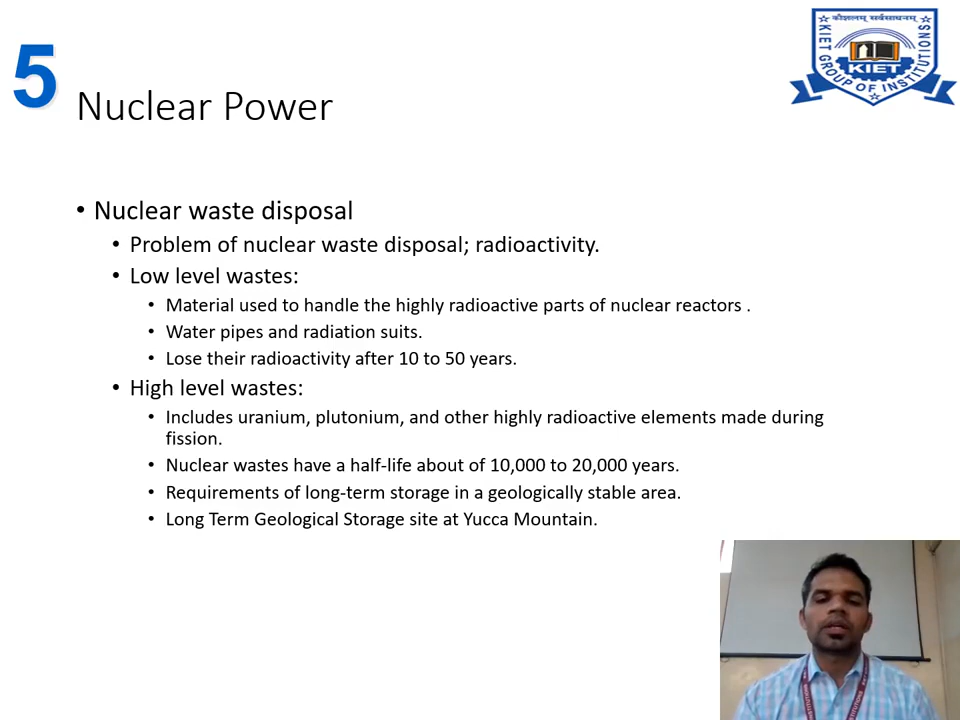 5
Nuclear Power
कौशलम् सर्वसाधनम्
KIET GROUP OF INSTITUTIONS
KIET
• Nuclear waste disposal
• Problem of nuclear waste disposal; radioactivity.
• Low level wastes:
• Material used to handle the highly radioactive parts of nuclear reactors .
• Water pipes and radiation suits.
• Lose their radioactivity after 10 to 50 years.
• High level wastes:
• Includes uranium, plutonium, and other highly radioactive elements made during
fission.
• Nuclear wastes have a half-life about of 10,000 to 20,000 years.
• Requirements of long-term storage in a geologically stable area.
• Long Term Geological Storage site at Yucca Mountain.